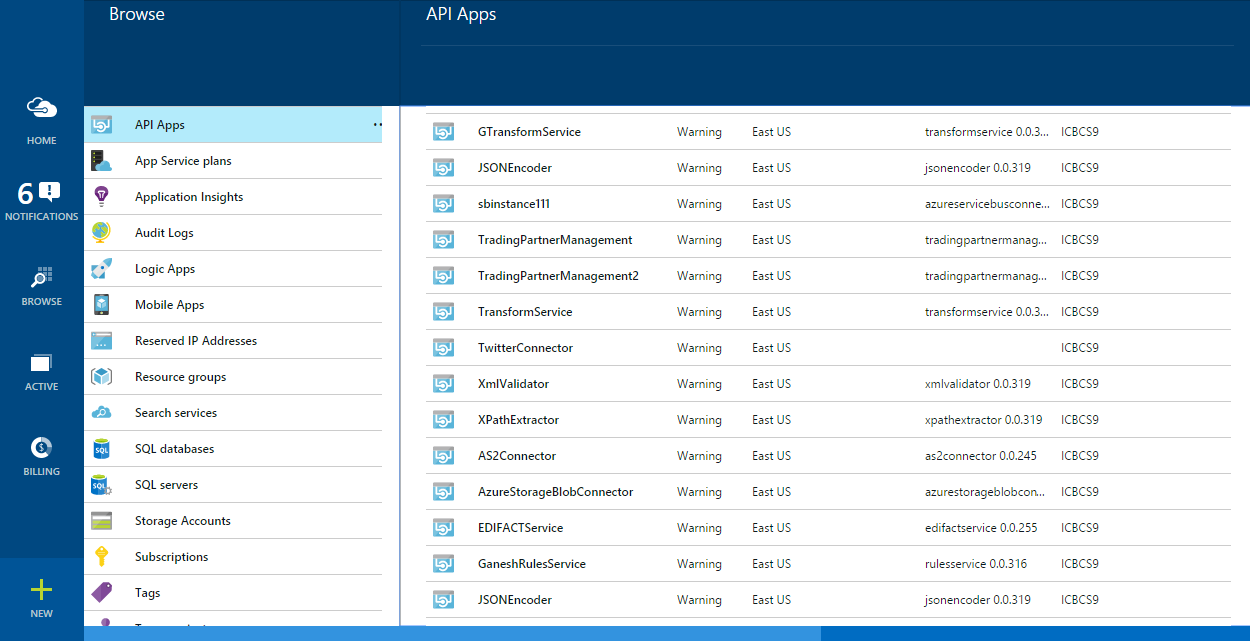 Browse
API Apps
HOME
6
NOTIFICATIONS
BROWSE
ACTIVE
BILLING
NEW
API Apps ..
App Service plans
Application Insights
Audit Logs
Logic Apps
Mobile Apps
Reserved IP Addresses
Resource groups
Search services
SQL databases
SQL servers
Storage Accounts
Subscriptions
Tags
GTransformService Warning East US transformservice 0.0.3... ICBCS9
JSONEncoder Warning East US jsonencoder 0.0.319 ICBCS9
sbinstance111 Warning East US azureservicebusconne... ICBCS9
TradingPartnerManagement Warning East US tradingpartnermanag... ICBCS9
TradingPartnerManagement2 Warning East US tradingpartnermanag... ICBCS9
TransformService Warning East US transformservice 0.0.3... ICBCS9
TwitterConnector Warning East US ICBCS9
XmlValidator Warning East US xmlvalidator 0.0.319 ICBCS9
XPathExtractor Warning East US xpathextractor 0.0.319 ICBCS9
AS2Connector Warning East US as2connector 0.0.245 ICBCS9
AzureStorageBlobConnector Warning East US azurestorageblobcon... ICBCS9
EDIFACTService Warning East US edifactservice 0.0.255 ICBCS9
GaneshRulesService Warning East US rulesservice 0.0.316 ICBCS9
JSONEncoder Warning East US jsonencoder 0.0.319 ICBCS9